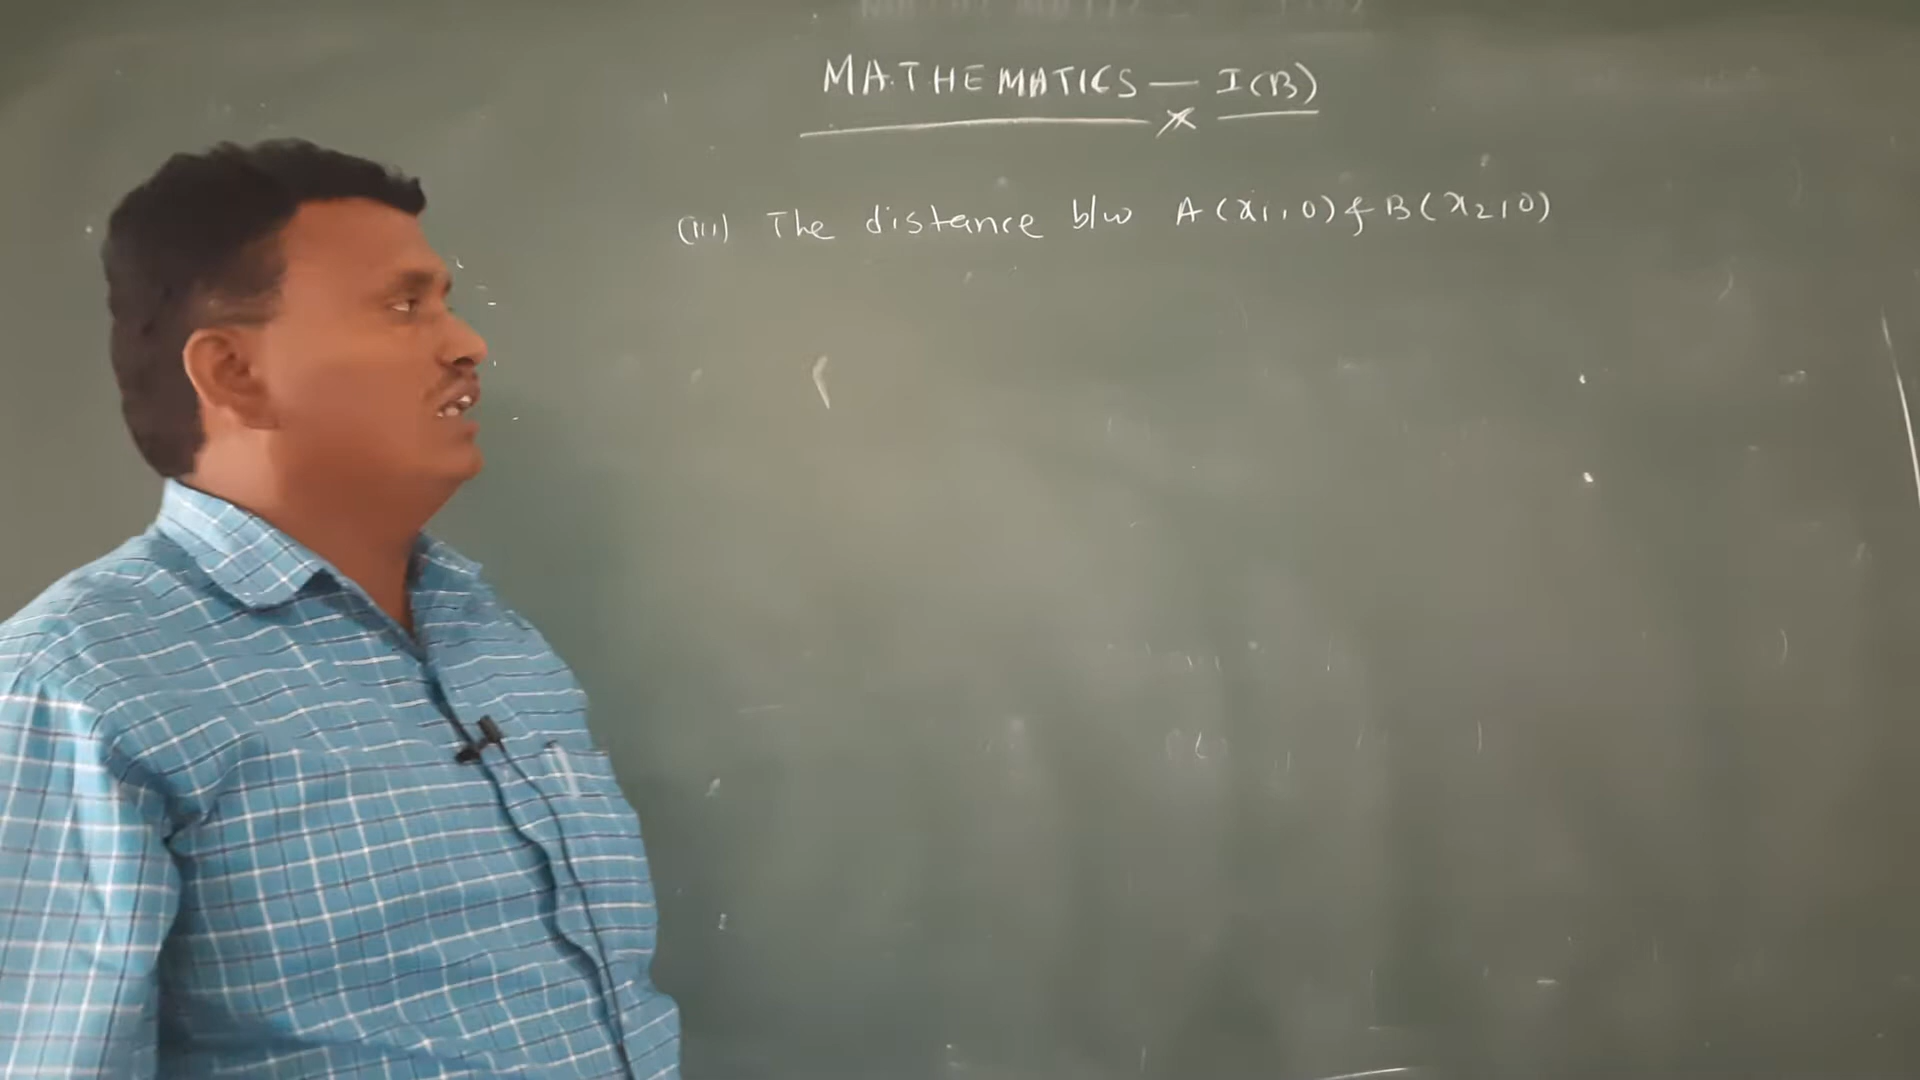 MATHEMATICS — I(B)
(iii) The distance b/w A(x₁,0) & B(x₂,0)